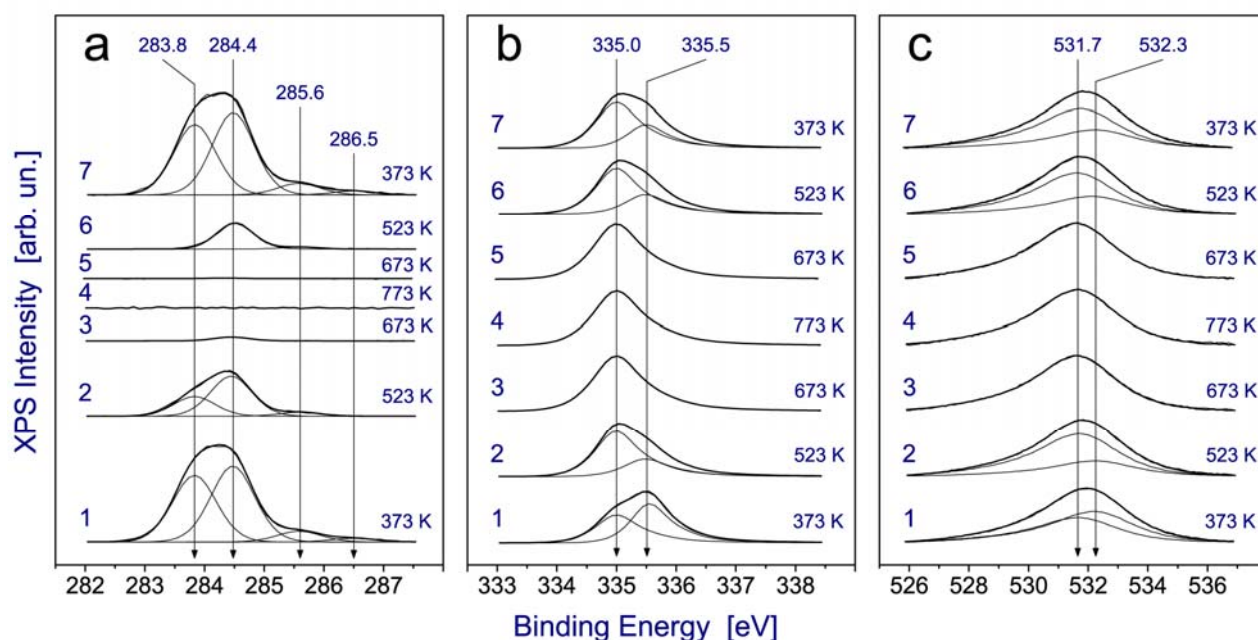 a
283.8
284.4
285.6
286.5
7
373 K
6
523 K
5
673 K
4
773 K
3
673 K
2
523 K
1
373 K
282
283
284
285
286
287
b
335.0
335.5
7
373 K
6
523 K
5
673 K
4
773 K
3
673 K
2
523 K
1
373 K
333
334
335
336
337
338
c
531.7
532.3
7
373 K
6
523 K
5
673 K
4
773 K
3
673 K
2
523 K
1
373 K
526
528
530
532
534
536
XPS Intensity [arb. un.]
Binding Energy [eV]